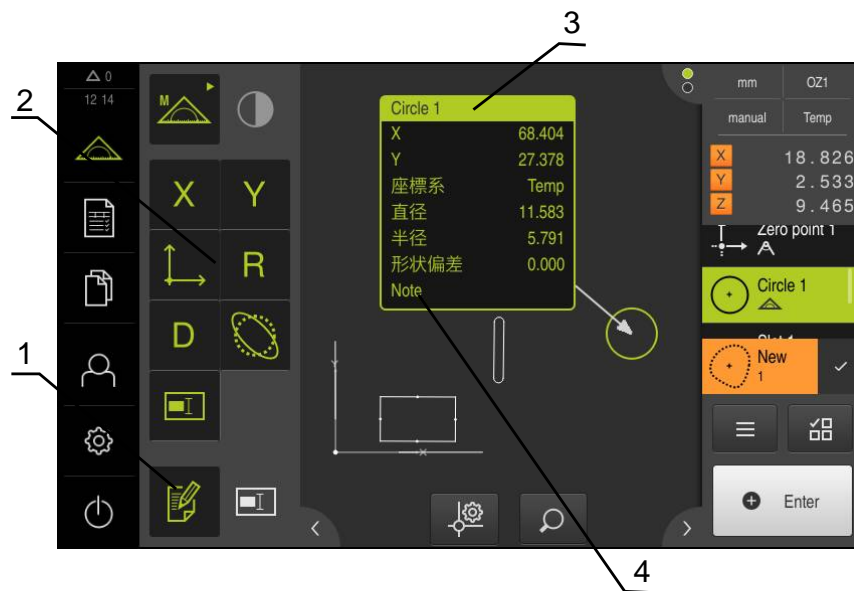 3
0
12 14
2
M
X
Y
R
D
1
Circle 1
X 68.404
Y 27.378
座標系 Temp
直径 11.583
半径 5.791
形状偏差 0.000
Note
Y
X
mm OZ1
manual Temp
X 18.826
Y 2.533
Z 9.465
Zero point 1
Circle 1
New
1
Enter
4